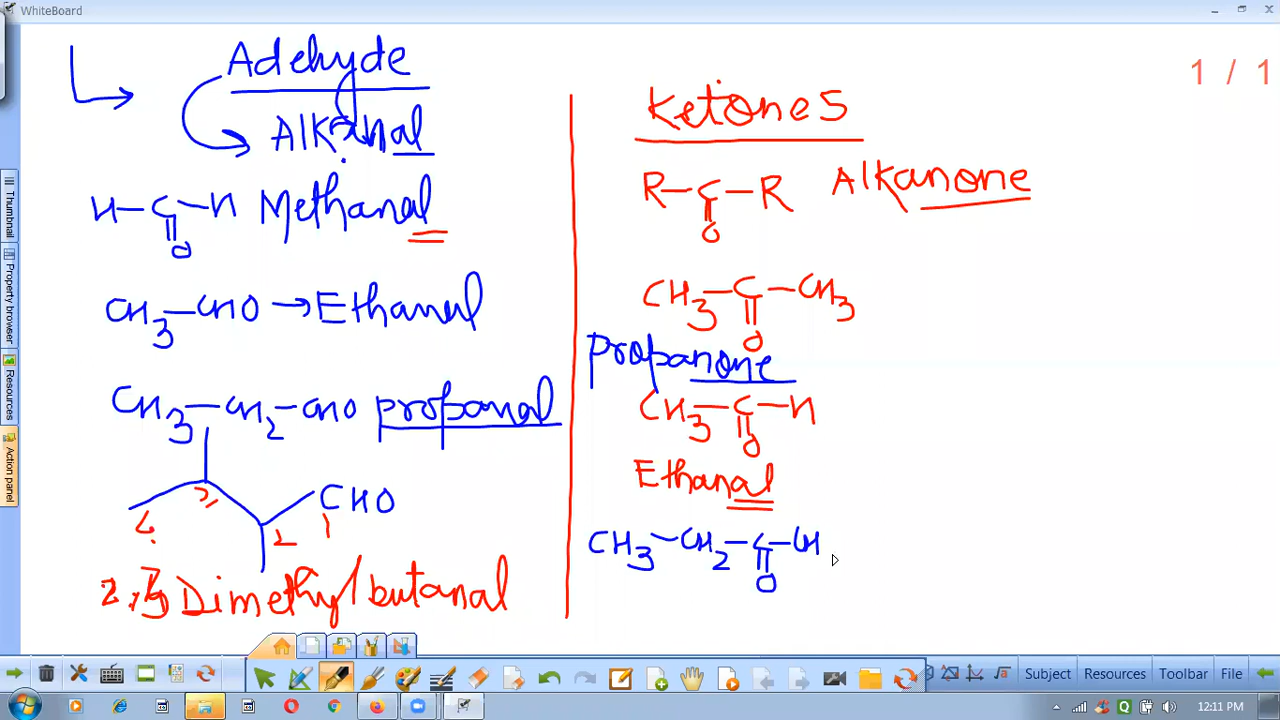 WhiteBoard
1 / 1
Adehyde
Alkanal
H-C-H Methanal
O
CH3-CHO → Ethanal
CH3-CH2-CHO propanal
CHO
4 3 2 1
2,3 Dimethyl butanal
Ketones
R-C-R Alkanone
O
CH3-C-CH3
O
Propanone
CH3-C-H
O
Ethanal
CH3-CH2-C-CH
O
Thumbnail
Property browser
Resources
Action panel
Subject Resources Toolbar File
12:11 PM